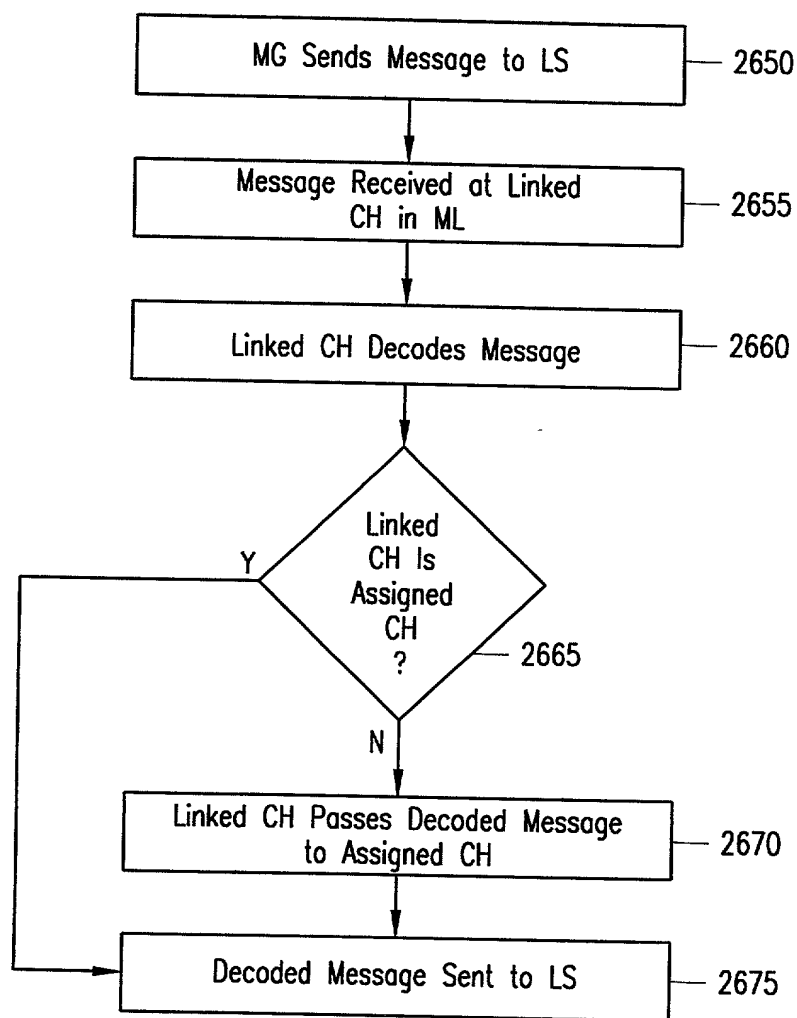 MG Sends Message to LS
2650
Message Received at Linked
CH in ML
2655
Linked CH Decodes Message
2660
Linked
CH Is
Assigned
CH
?
2665
Y
N
Linked CH Passes Decoded Message
to Assigned CH
2670
Decoded Message Sent to LS
2675